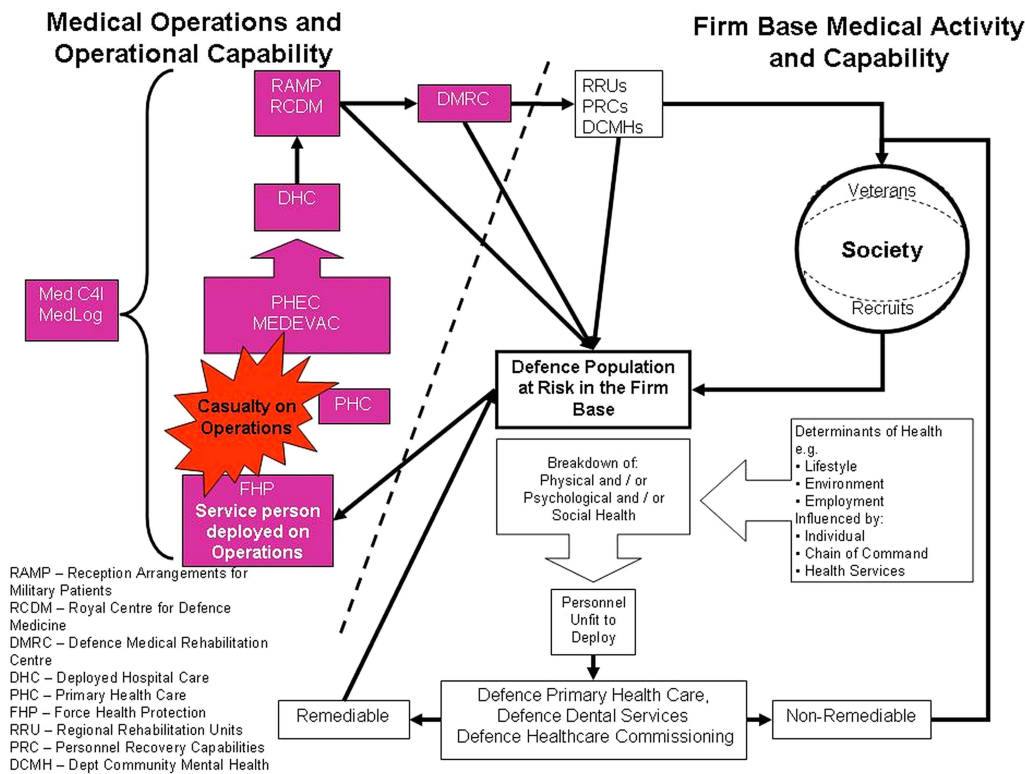 Medical Operations and
Operational Capability
Firm Base Medical Activity
and Capability
RAMP
RCDM
DMRC
RRUs
PRCs
DCMHs
DHC
Veterans
Society
Recruits
Med C4I
MedLog
PHEC
MEDEVAC
Casualty on
Operations
PHC
Defence Population
at Risk in the Firm
Base
FHP
Service person
deployed on
Operations
Breakdown of:
Physical and / or
Psychological and / or
Social Health
Determinants of Health
e.g.
▪ Lifestyle
▪ Environment
▪ Employment
Influenced by:
▪ Individual
▪ Chain of Command
▪ Health Services
Personnel
Unfit to
Deploy
Remediable
Defence Primary Health Care,
Defence Dental Services
Defence Healthcare Commissioning
Non-Remediable
RAMP – Reception Arrangements for
Military Patients
RCDM – Royal Centre for Defence
Medicine
DMRC – Defence Medical Rehabilitation
Centre
DHC – Deployed Hospital Care
PHC – Primary Health Care
FHP – Force Health Protection
RRU – Regional Rehabilitation Units
PRC – Personnel Recovery Capabilities
DCMH – Dept Community Mental Health